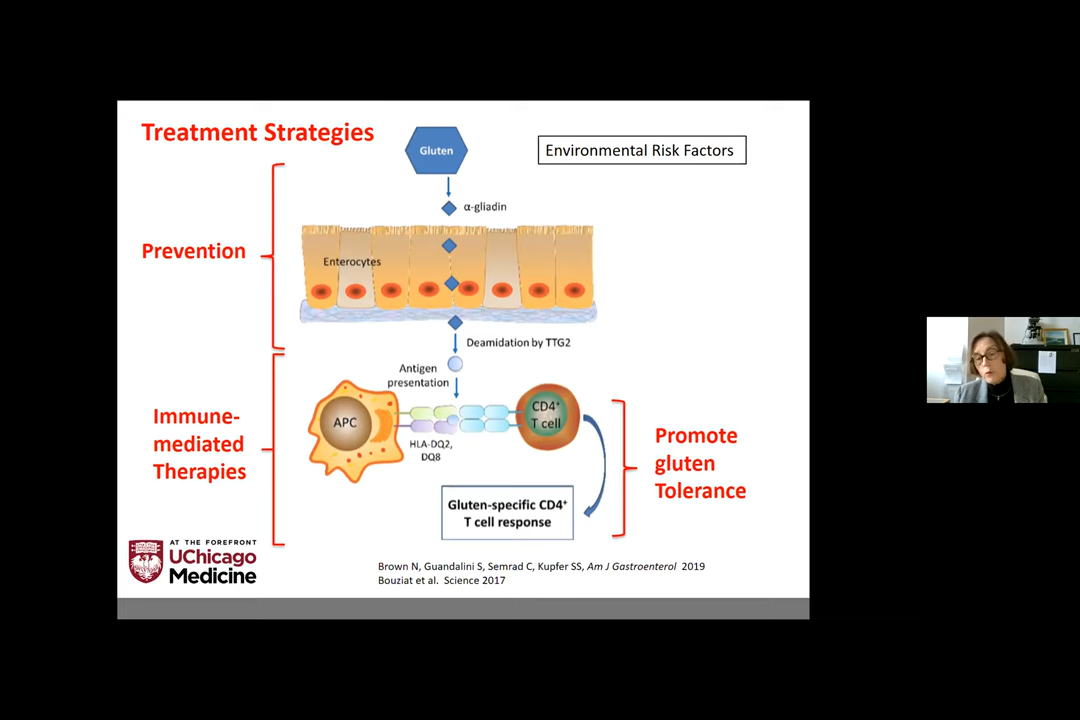 Treatment Strategies
Gluten
Environmental Risk Factors
α-gliadin
Prevention
Enterocytes
Deamidation by TTG2
Antigen
presentation
APC
CD4⁺
T cell
HLA-DQ2,
DQ8
Immune-
mediated
Therapies
Promote
gluten
Tolerance
Gluten-specific CD4⁺
T cell response
AT THE FOREFRONT
UChicago
Medicine
Brown N, Guandalini S, Semrad C, Kupfer SS, Am J Gastroenterol 2019
Bouziat et al. Science 2017